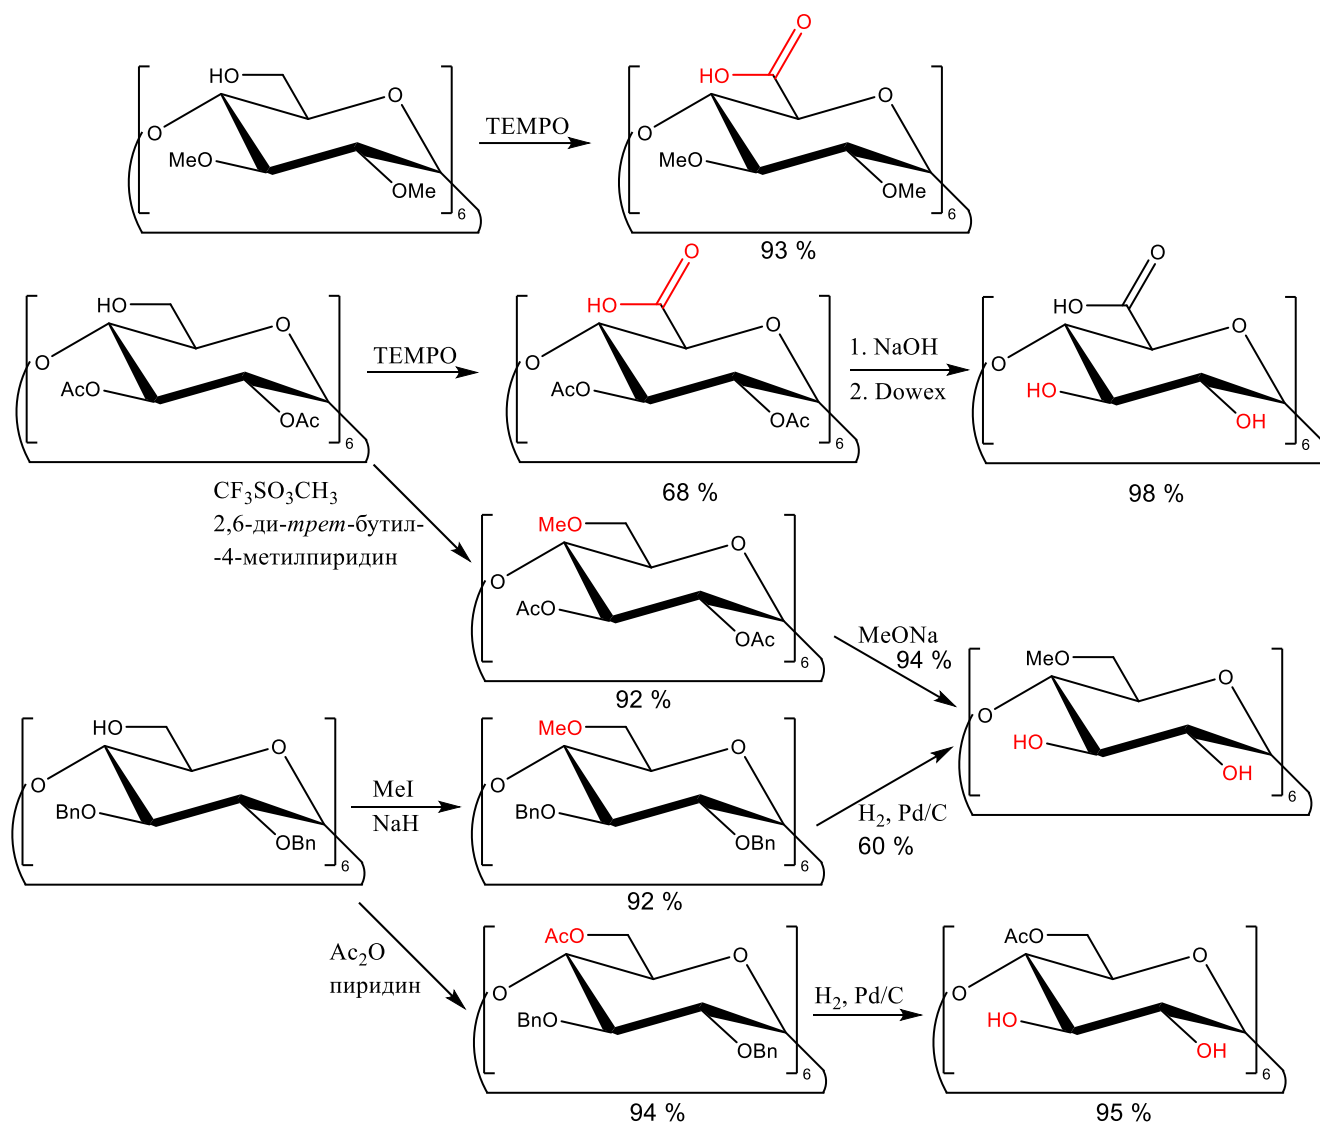 HO
O
O
MeO
OMe
6
TEMPO
O
HO
O
O
MeO
OMe
6
93 %
HO
O
O
AcO
OAc
6
TEMPO
O
HO
O
O
AcO
OAc
6
68 %
1. NaOH
2. Dowex
O
HO
O
O
HO
OH
6
98 %
CF3SO3CH3
2,6-ди-трет-бутил-
-4-метилпиридин
MeO
O
O
AcO
OAc
6
92 %
MeONa
94 %
MeO
O
O
HO
OH
6
HO
O
O
BnO
OBn
6
MeI
NaH
MeO
O
O
BnO
OBn
6
92 %
H2, Pd/C
60 %
Ac2O
пиридин
AcO
O
O
BnO
OBn
6
94 %
H2, Pd/C
AcO
O
O
HO
OH
6
95 %